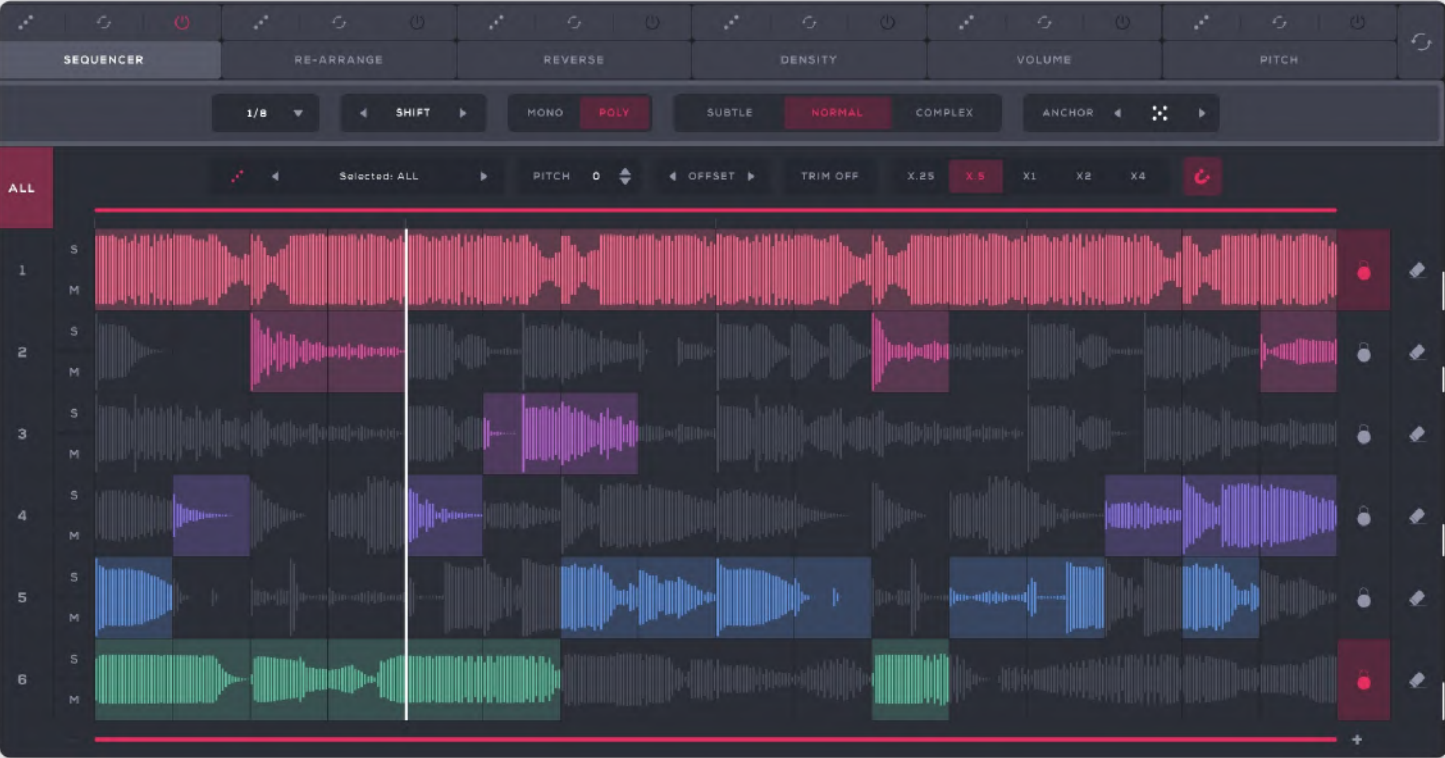 SEQUENCER RE-ARRANGE REVERSE DENSITY VOLUME PITCH
1/8 SHIFT MONO POLY SUBTLE NORMAL COMPLEX ANCHOR
ALL Selected: ALL PITCH 0 OFFSET TRIM OFF X.25 X.5 X1 X2 X4
S
1
M
S
2
M
S
3
M
S
4
M
S
5
M
S
6
M